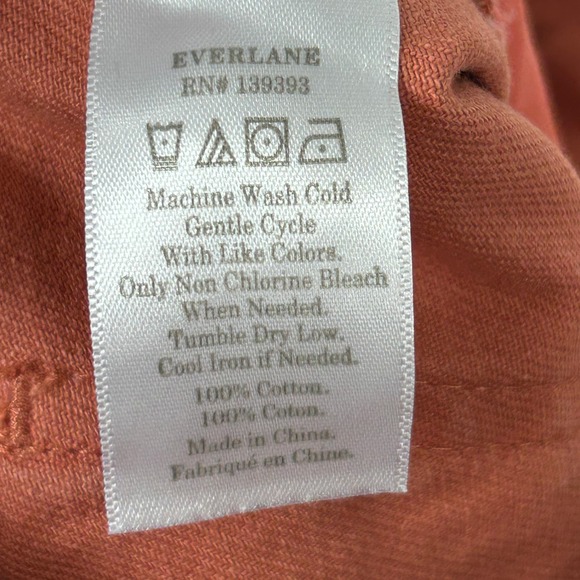 EVERLANE
RN# 139393
Machine Wash Cold
Gentle Cycle
With Like Colors.
Only Non Chlorine Bleach
When Needed.
Tumble Dry Low.
Cool Iron if Needed.
100% Cotton.
100% Coton.
Made in China.
Fabriqué en Chine.